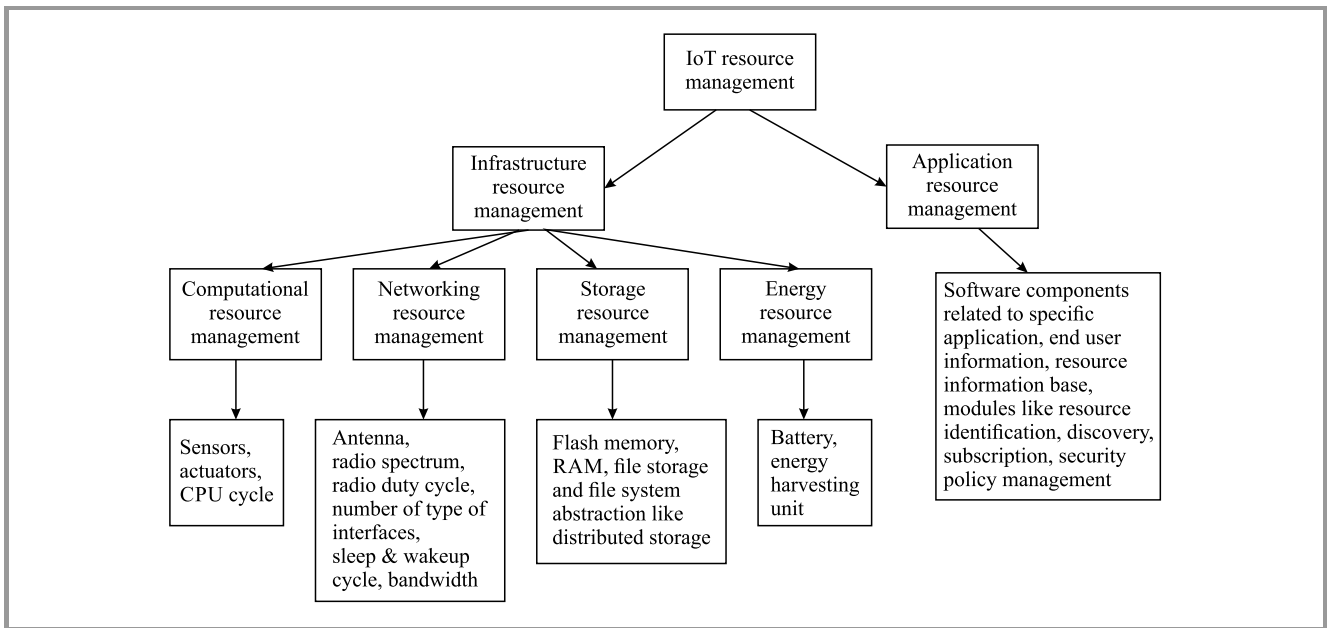 IoT resource
management
Infrastructure
resource
management
Application
resource
management
Computational
resource
management
Networking
resource
management
Storage
resource
management
Energy
resource
management
Software components
related to specific
application, end user
information, resource
information base,
modules like resource
identification, discovery,
subscription, security
policy management
Sensors,
actuators,
CPU cycle
Antenna,
radio spectrum,
radio duty cycle,
number of type of
interfaces,
sleep & wakeup
cycle, bandwidth
Flash memory,
RAM, file storage
and file system
abstraction like
distributed storage
Battery,
energy
harvesting
unit